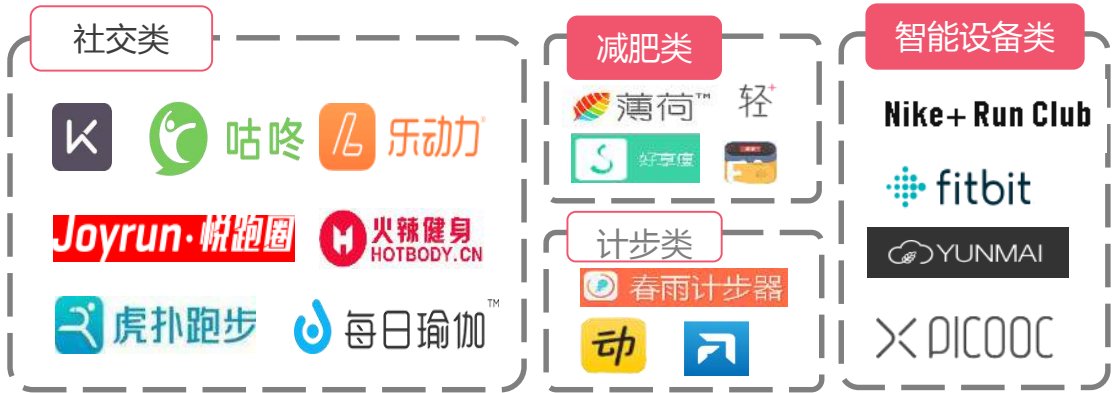 社交类
K
咕咚
乐动力
Joyrun·悦跑圈
H
火辣健身
HOTBODY.CN
虎扑跑步
每日瑜伽™
减肥类
薄荷™
轻+
好享瘦
计步类
春雨计步器
动
智能设备类
Nike+ Run Club
fitbit
YUNMAI
PICOOC